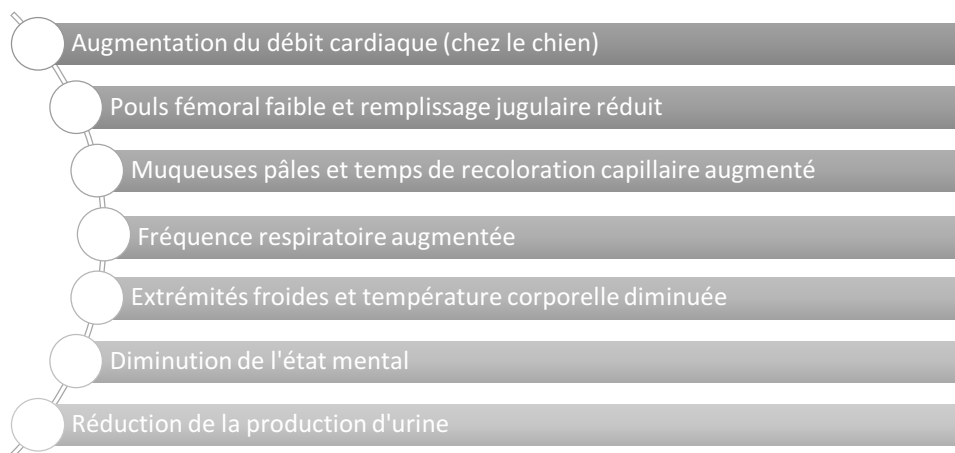 Augmentation du débit cardiaque (chez le chien)
Pouls fémoral faible et remplissage jugulaire réduit
Muqueuses pâles et temps de recoloration capillaire augmenté
Fréquence respiratoire augmentée
Extrémités froides et température corporelle diminuée
Diminution de l'état mental
Réduction de la production d'urine